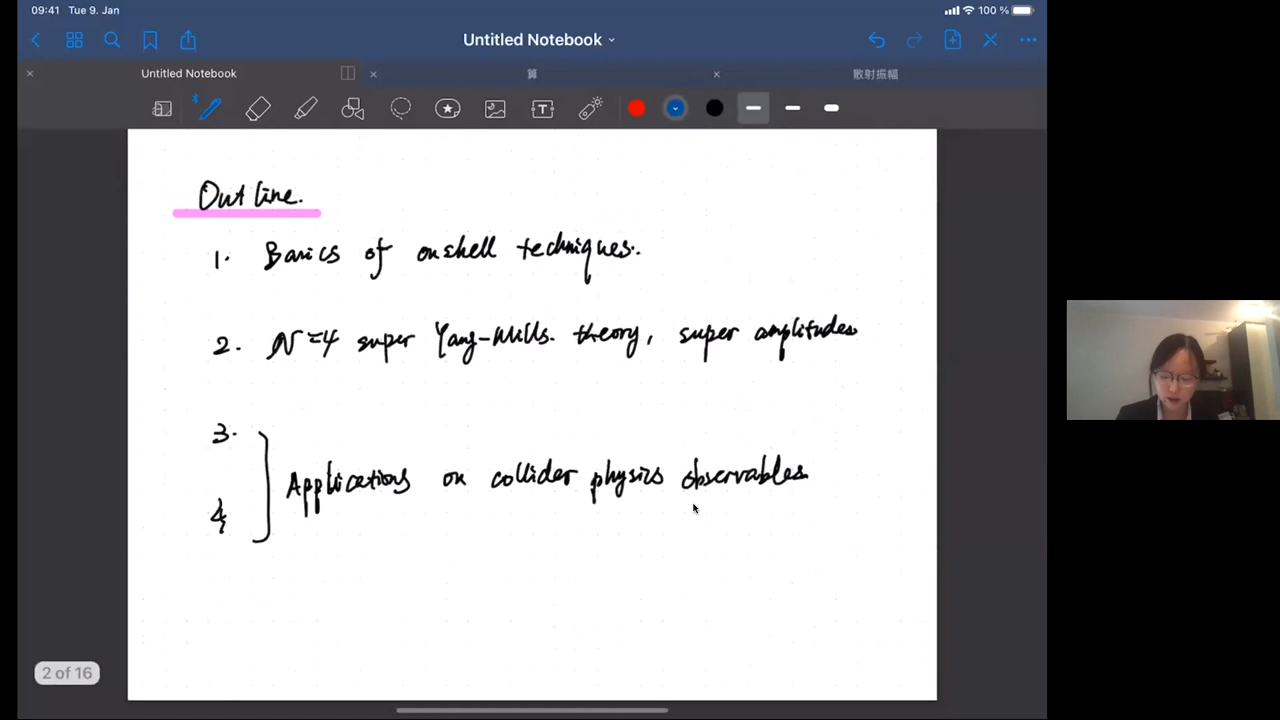 09:41 Tue 9. Jan
100 %
Untitled Notebook
Untitled Notebook
算
散射振幅
Outline.
1. Basics of onshell techniques.
2. N=4 super Yang-Mills. theory, super amplitudes
3.
Applications on collider physics observables
4
2 of 16